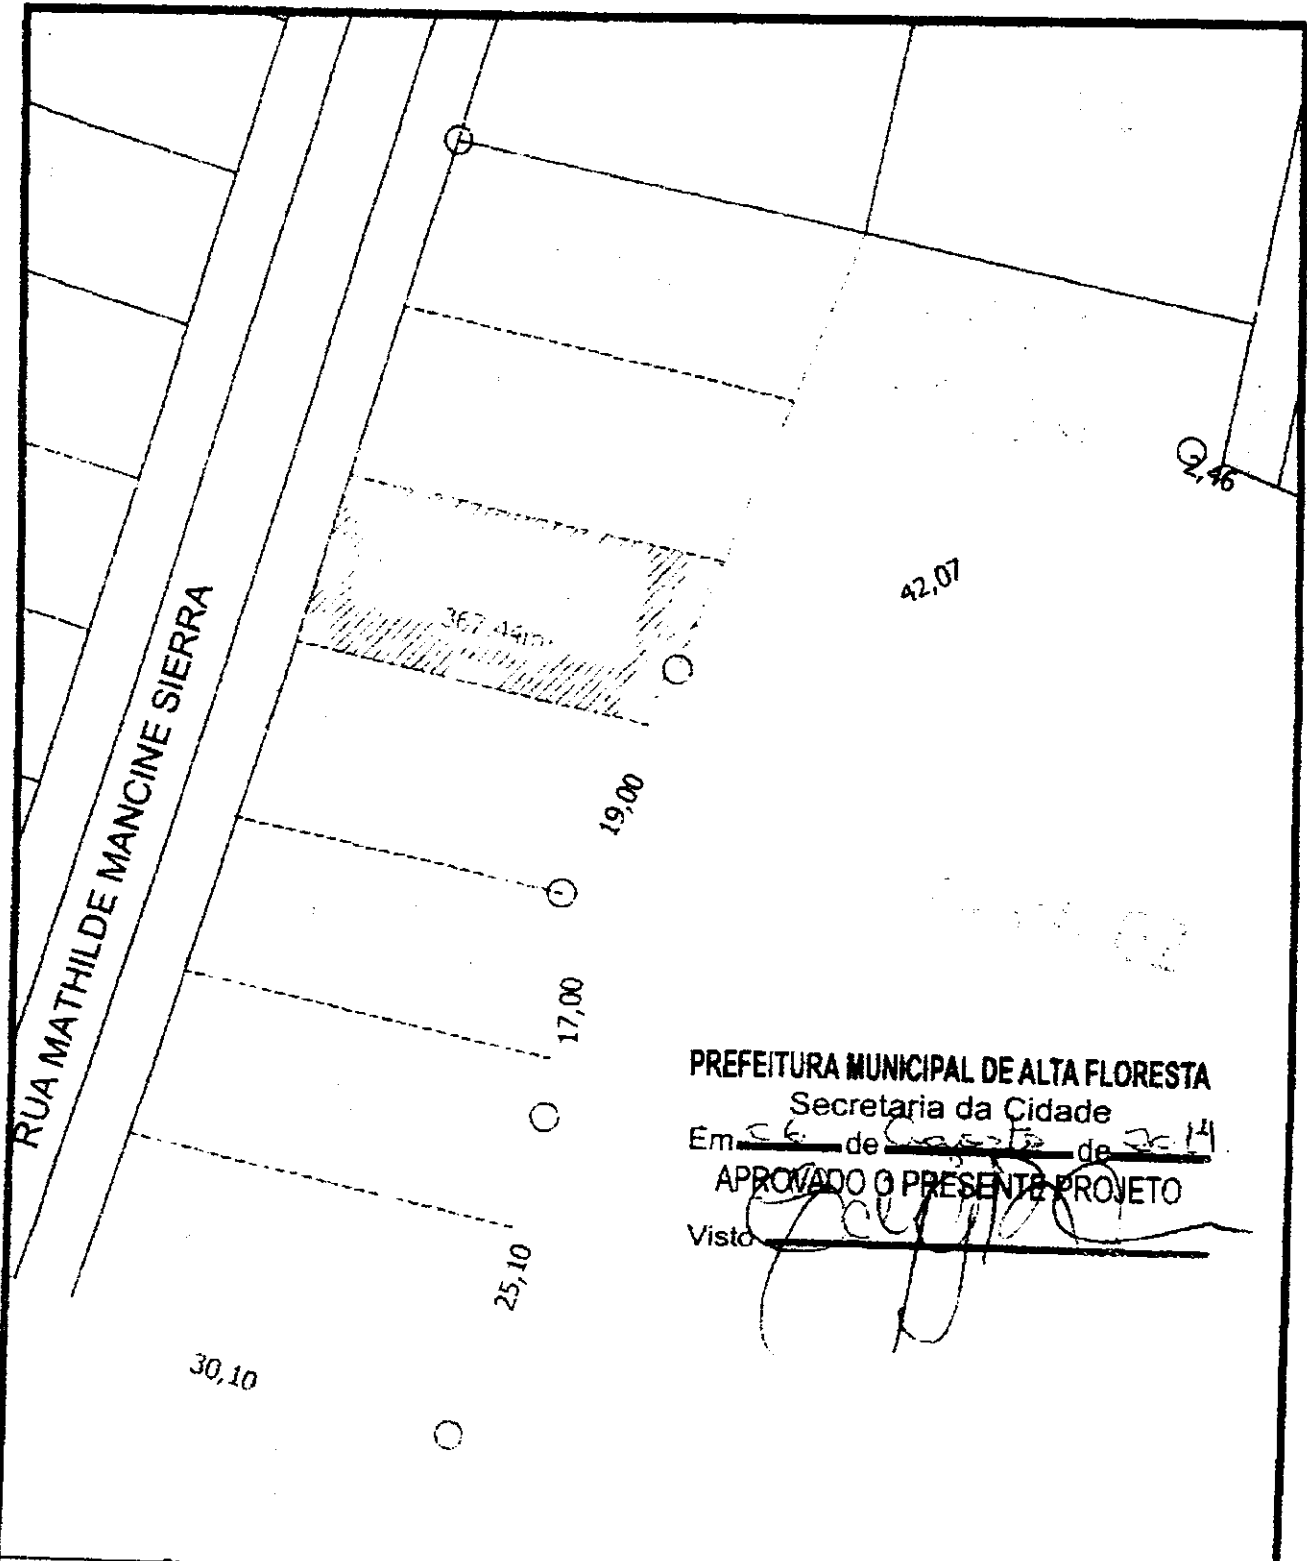 2,46
42,07
RUA MATHILDE MANCINE SIERRA
19,00
17,00
PREFEITURA MUNICIPAL DE ALTA FLORESTA
Secretaria da Cidade
Em de de 2014
APROVADO O PRESENTE PROJETO
Visto
25,10
30,10